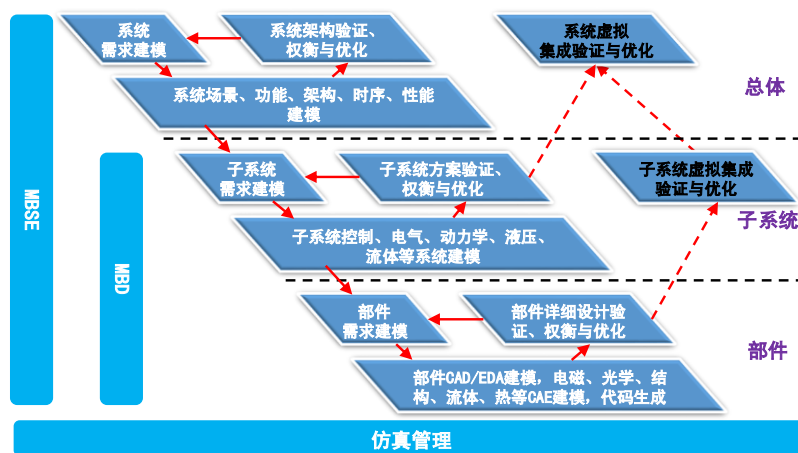 系统
需求建模
系统架构验证、
权衡与优化
系统虚拟
集成验证与优化
系统场景、功能、架构、时序、性能
建模
总体
MBSE
MBD
子系统
需求建模
子系统方案验证、
权衡与优化
子系统虚拟集成
验证与优化
子系统控制、电气、动力学、液压、
流体等系统建模
子系统
部件
需求建模
部件详细设计验
证、权衡与优化
部件CAD/EDA建模，电磁、光学、结
构、流体、热等CAE建模，代码生成
部件
仿真管理